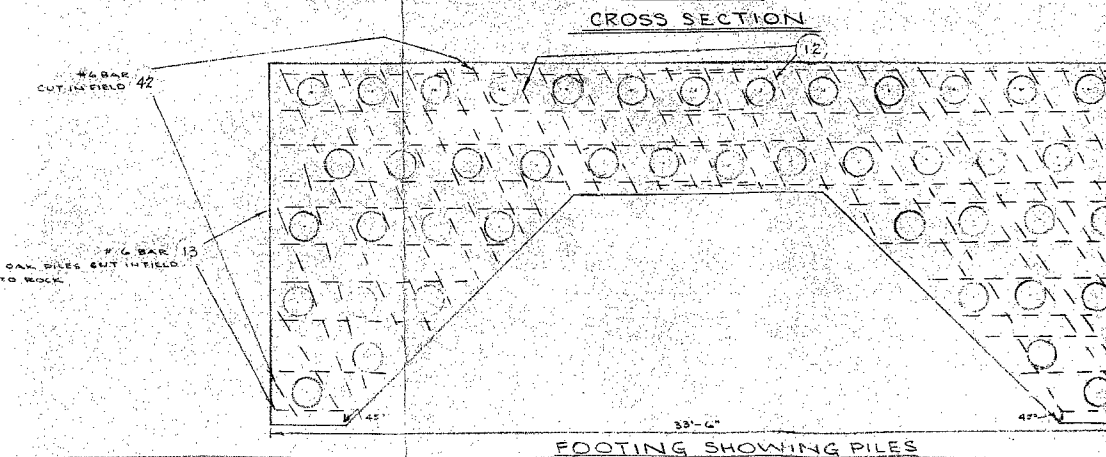 CROSS SECTION
12
#6 BAR 42
CUT IN FIELD
# 6 BAR 13
OAK PILES CUT IN FIELD
TO ROCK
45°
33'-6"
45°
FOOTING SHOWING PILES